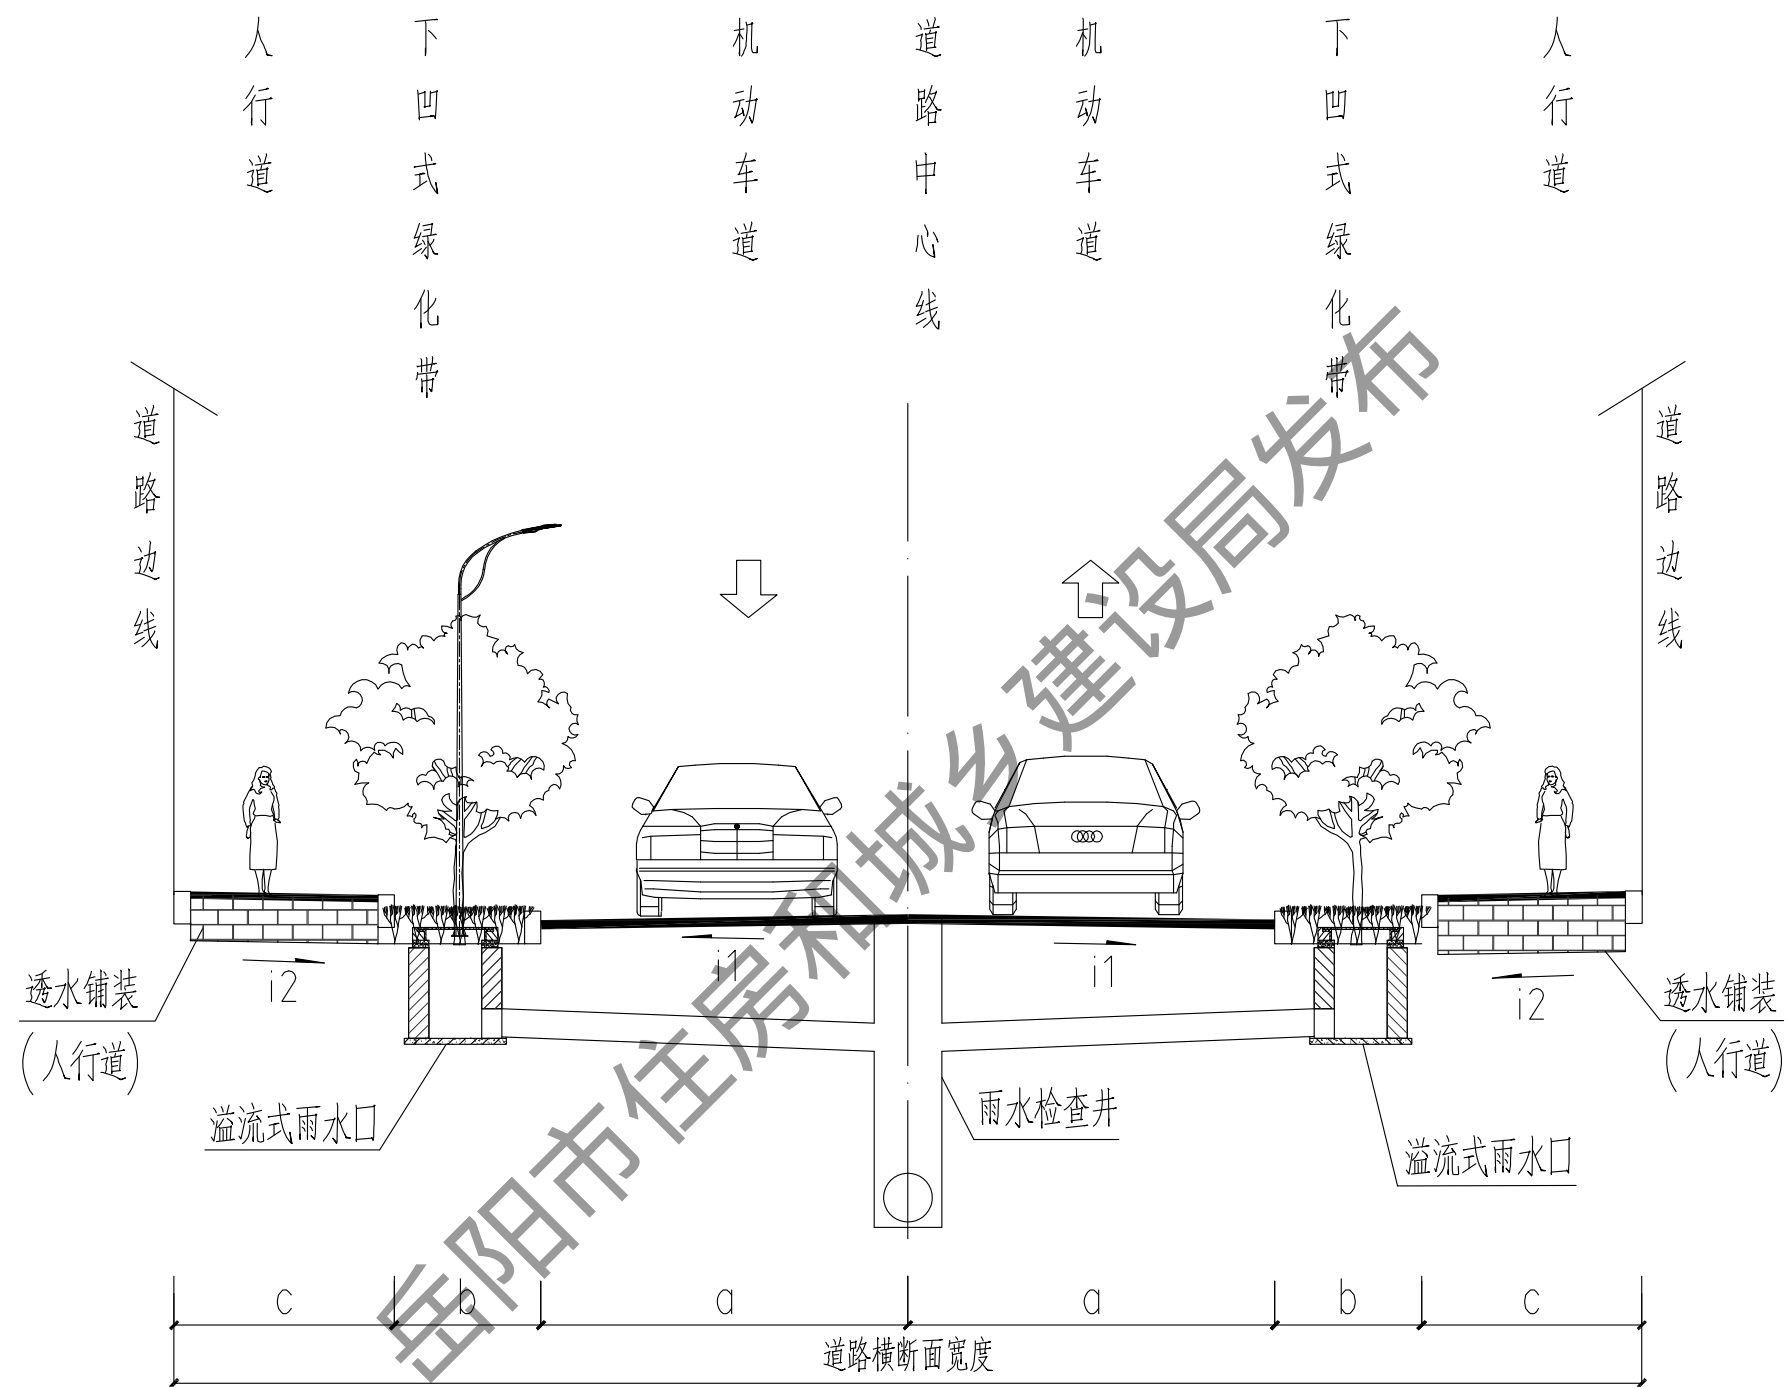 人行道
下凹式绿化带
机动车道
道路中心线
机动车道
下凹式绿化带
人行道
道路边线
道路边线
i2
i1
i1
i2
透水铺装
(人行道)
透水铺装
(人行道)
溢流式雨水口
雨水检查井
溢流式雨水口
c
b
a
a
b
c
道路横断面宽度
岳阳市住房和城乡建设局发布